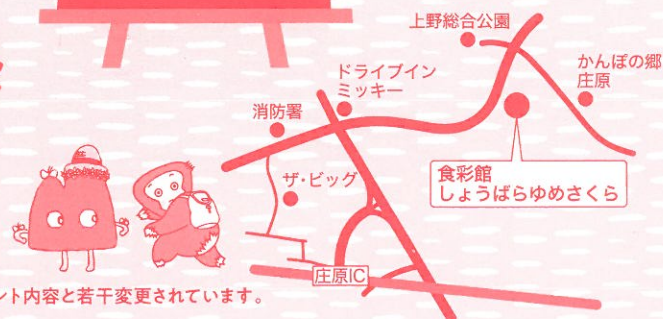 上野総合公園
かんぽの郷
庄原
ドライブイン
ミッキー
消防署
ザ・ビッグ
食彩館
しょうばらゆめさくら
庄原IC
ント内容と若干変更されています。